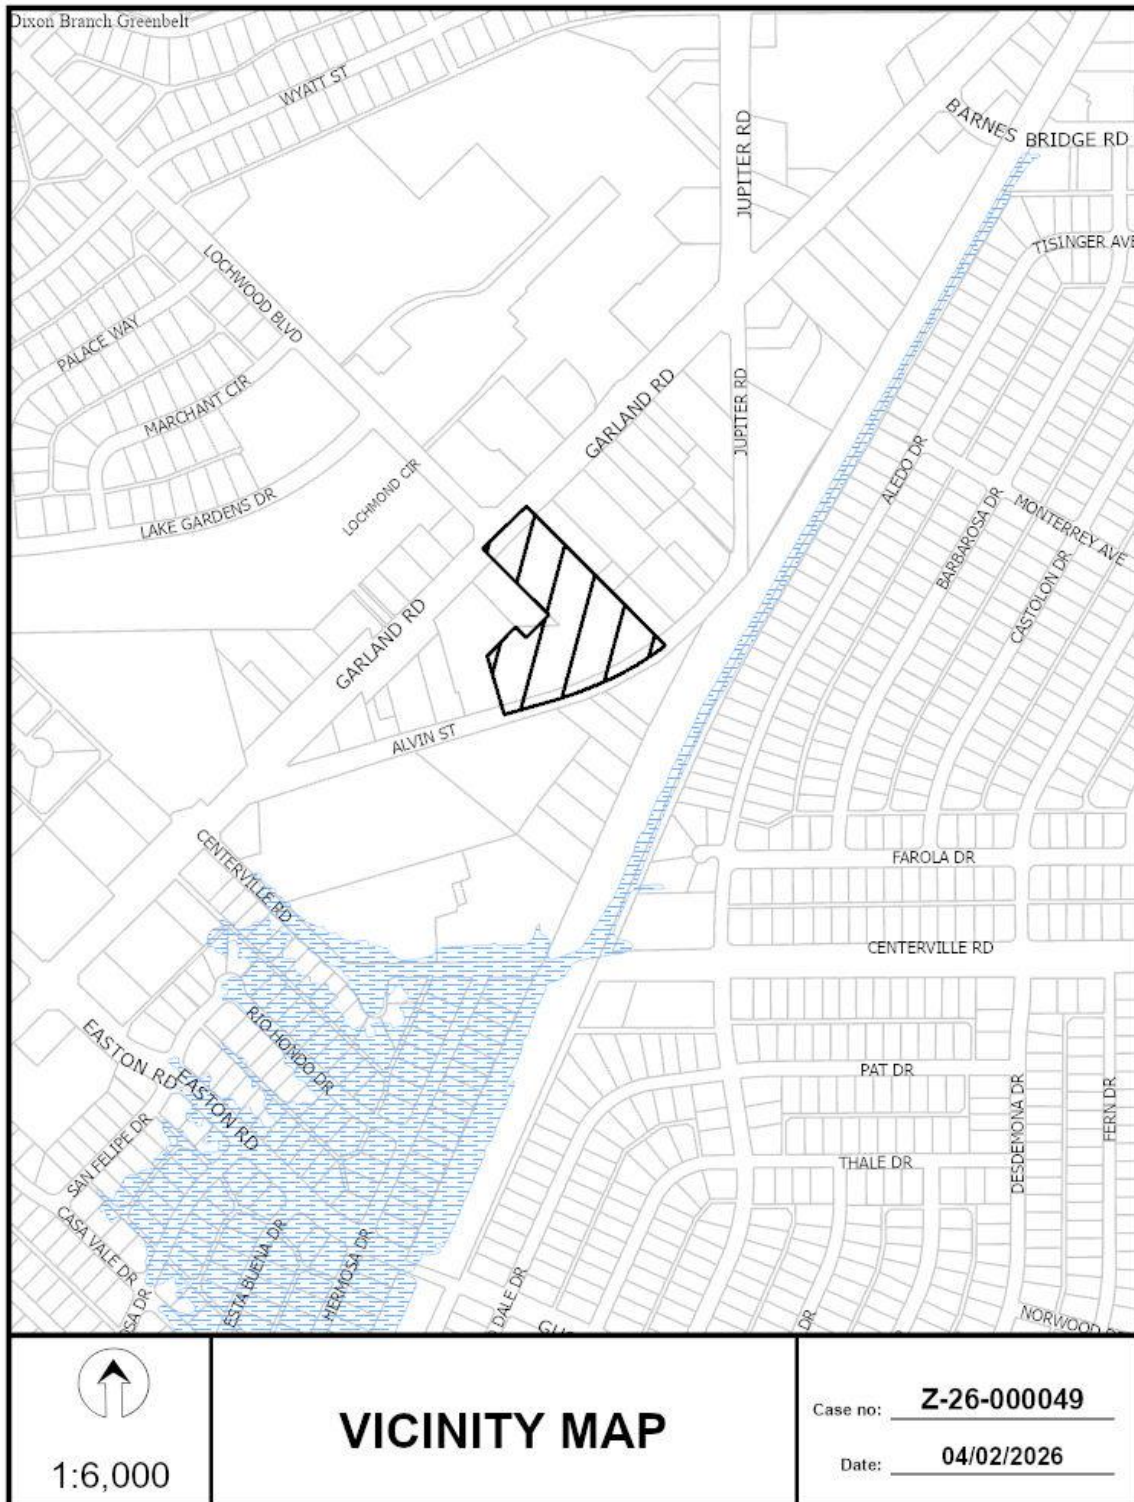 Dixon Branch Greenbelt
WYATT ST
BARNES BRIDGE RD
JUPITER RD
TISINGER AVE
LOCHWOOD BLVD
PALACE WAY
MARCHANT CIR
GARLAND RD
JUPITER RD
LAKE GARDENS DR
LOCHMOND CIR
ALEDO DR
BARBAROSA DR
MONTERREY AVE
CASTOLON DR
GARLAND RD
ALVIN ST
CENTERVILLE RD
FAROLA DR
CENTERVILLE RD
RIO HONDO DR
EASTON RD
EASTON RD
PAT DR
DESDEMONA DR
FERN DR
SAN FELIPE DR
THALE DR
CASA VALE DR
ESTA BUENA DR
HERMOSA DR
OSA DR
DALE DR
GU
DR
NORWOOD
1:6,000
VICINITY MAP
Case no: Z-26-000049
Date: 04/02/2026